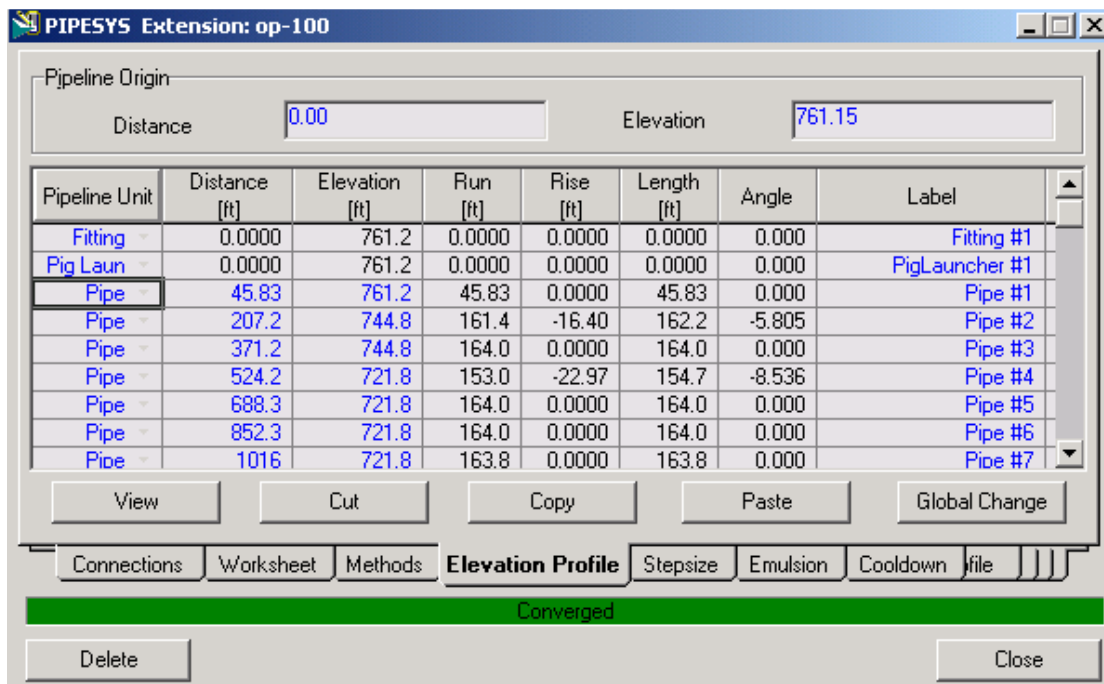 PIPESYS Extension: op-100
Pipeline Origin
Distance 0.00 Elevation 761.15
Pipeline Unit Distance [ft] Elevation [ft] Run [ft] Rise [ft] Length [ft] Angle Label
Fitting 0.0000 761.2 0.0000 0.0000 0.0000 0.000 Fitting #1
Pig Laun 0.0000 761.2 0.0000 0.0000 0.0000 0.000 PigLauncher #1
Pipe 45.83 761.2 45.83 0.0000 45.83 0.000 Pipe #1
Pipe 207.2 744.8 161.4 -16.40 162.2 -5.805 Pipe #2
Pipe 371.2 744.8 164.0 0.0000 164.0 0.000 Pipe #3
Pipe 524.2 721.8 153.0 -22.97 154.7 -8.536 Pipe #4
Pipe 688.3 721.8 164.0 0.0000 164.0 0.000 Pipe #5
Pipe 852.3 721.8 164.0 0.0000 164.0 0.000 Pipe #6
Pipe 1016 721.8 163.8 0.0000 163.8 0.000 Pipe #7
View Cut Copy Paste Global Change
Connections Worksheet Methods Elevation Profile Stepsize Emulsion Cooldown file
Converged
Delete Close